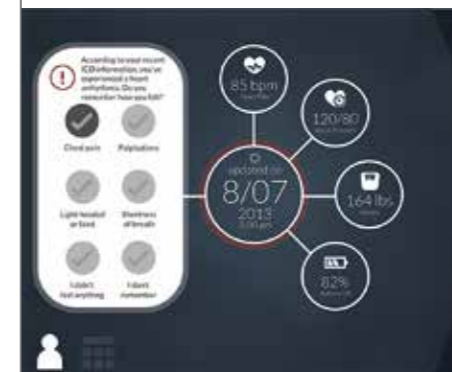 According to your recent
ICD information, you've
experienced a heart
arrhythmia. Do you
remember how you felt?
Chest pain
Palpitations
Light headed
or faint
Shortness
of breath
I didn't
feel anything
I don't
remember
85 bpm
120/80
164 lbs
82%
updated on
8/07
2013